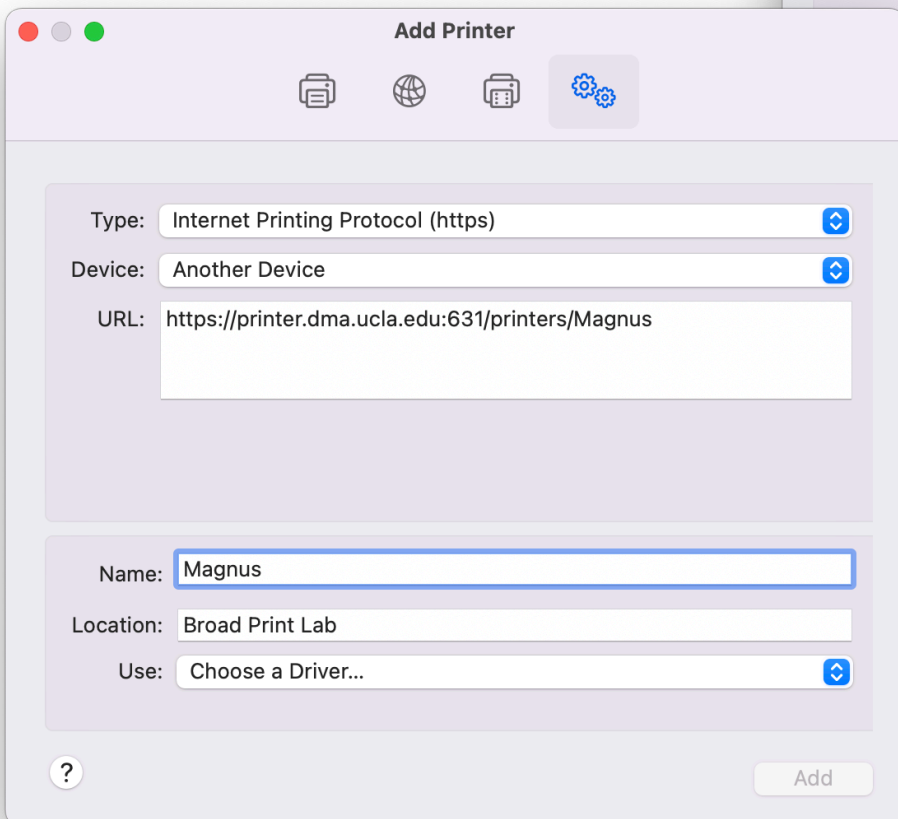 Add Printer
Type: Internet Printing Protocol (https)
Device: Another Device
URL: https://printer.dma.ucla.edu:631/printers/Magnus
Name: Magnus
Location: Broad Print Lab
Use: Choose a Driver...
?
Add